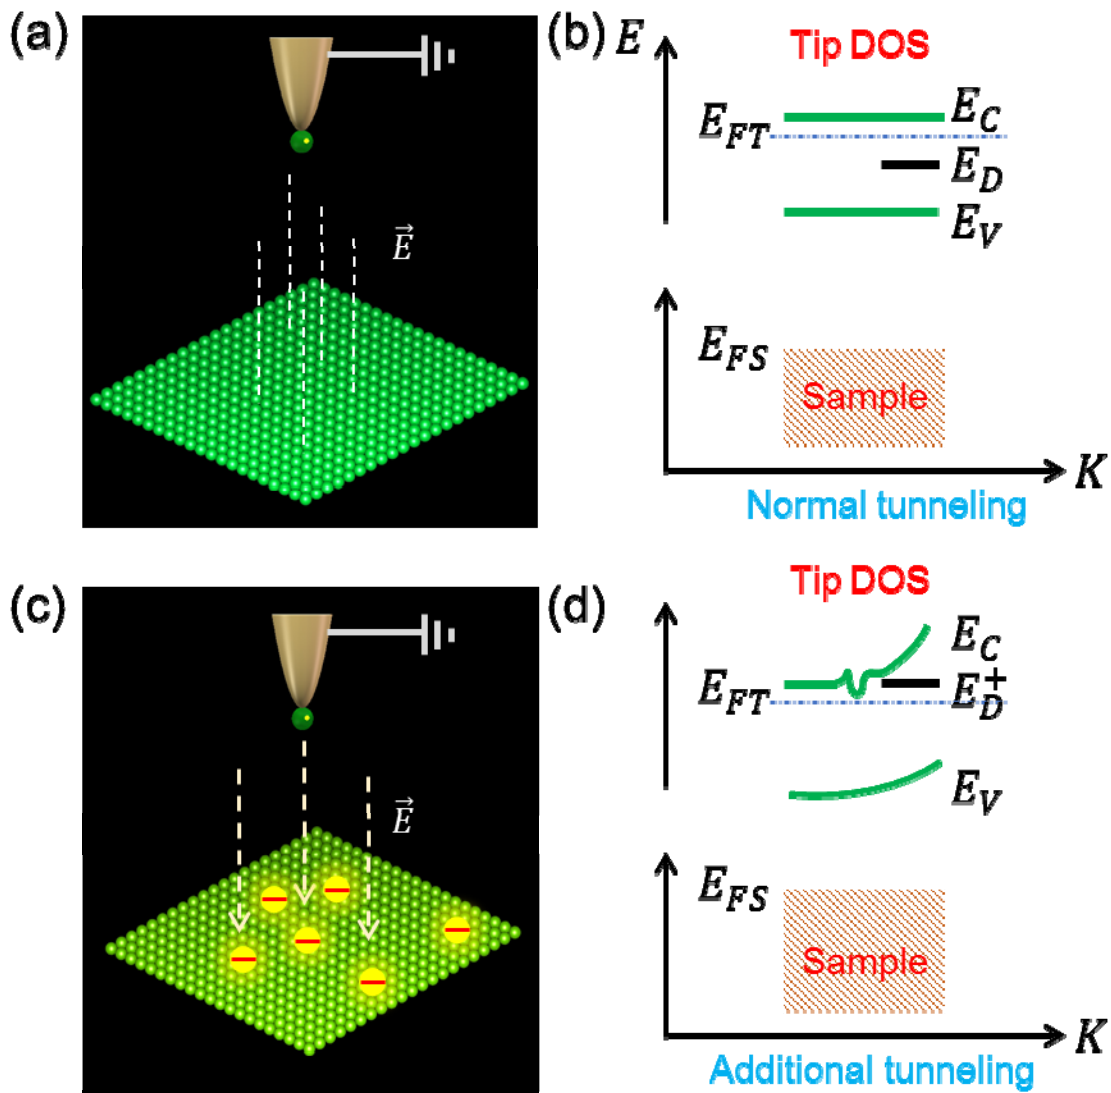 (a)
E⃗
(b)
E
Tip DOS
E_C
E_FT
E_D
E_V
E_FS
Sample
K
Normal tunneling
(c)
E⃗
(d)
Tip DOS
E_C
E_FT
E_D^+
E_V
E_FS
Sample
K
Additional tunneling